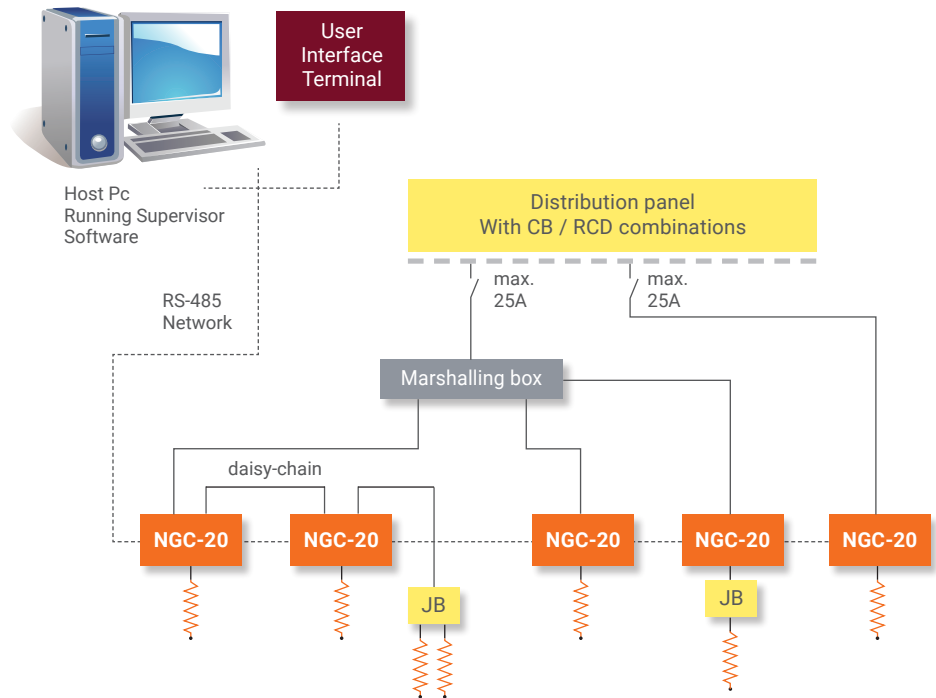 User
Interface
Terminal
Host Pc
Running Supervisor
Software
Distribution panel
With CB / RCD combinations
max.
25A
max.
25A
RS-485
Network
Marshalling box
daisy-chain
NGC-20
NGC-20
NGC-20
NGC-20
NGC-20
JB
JB